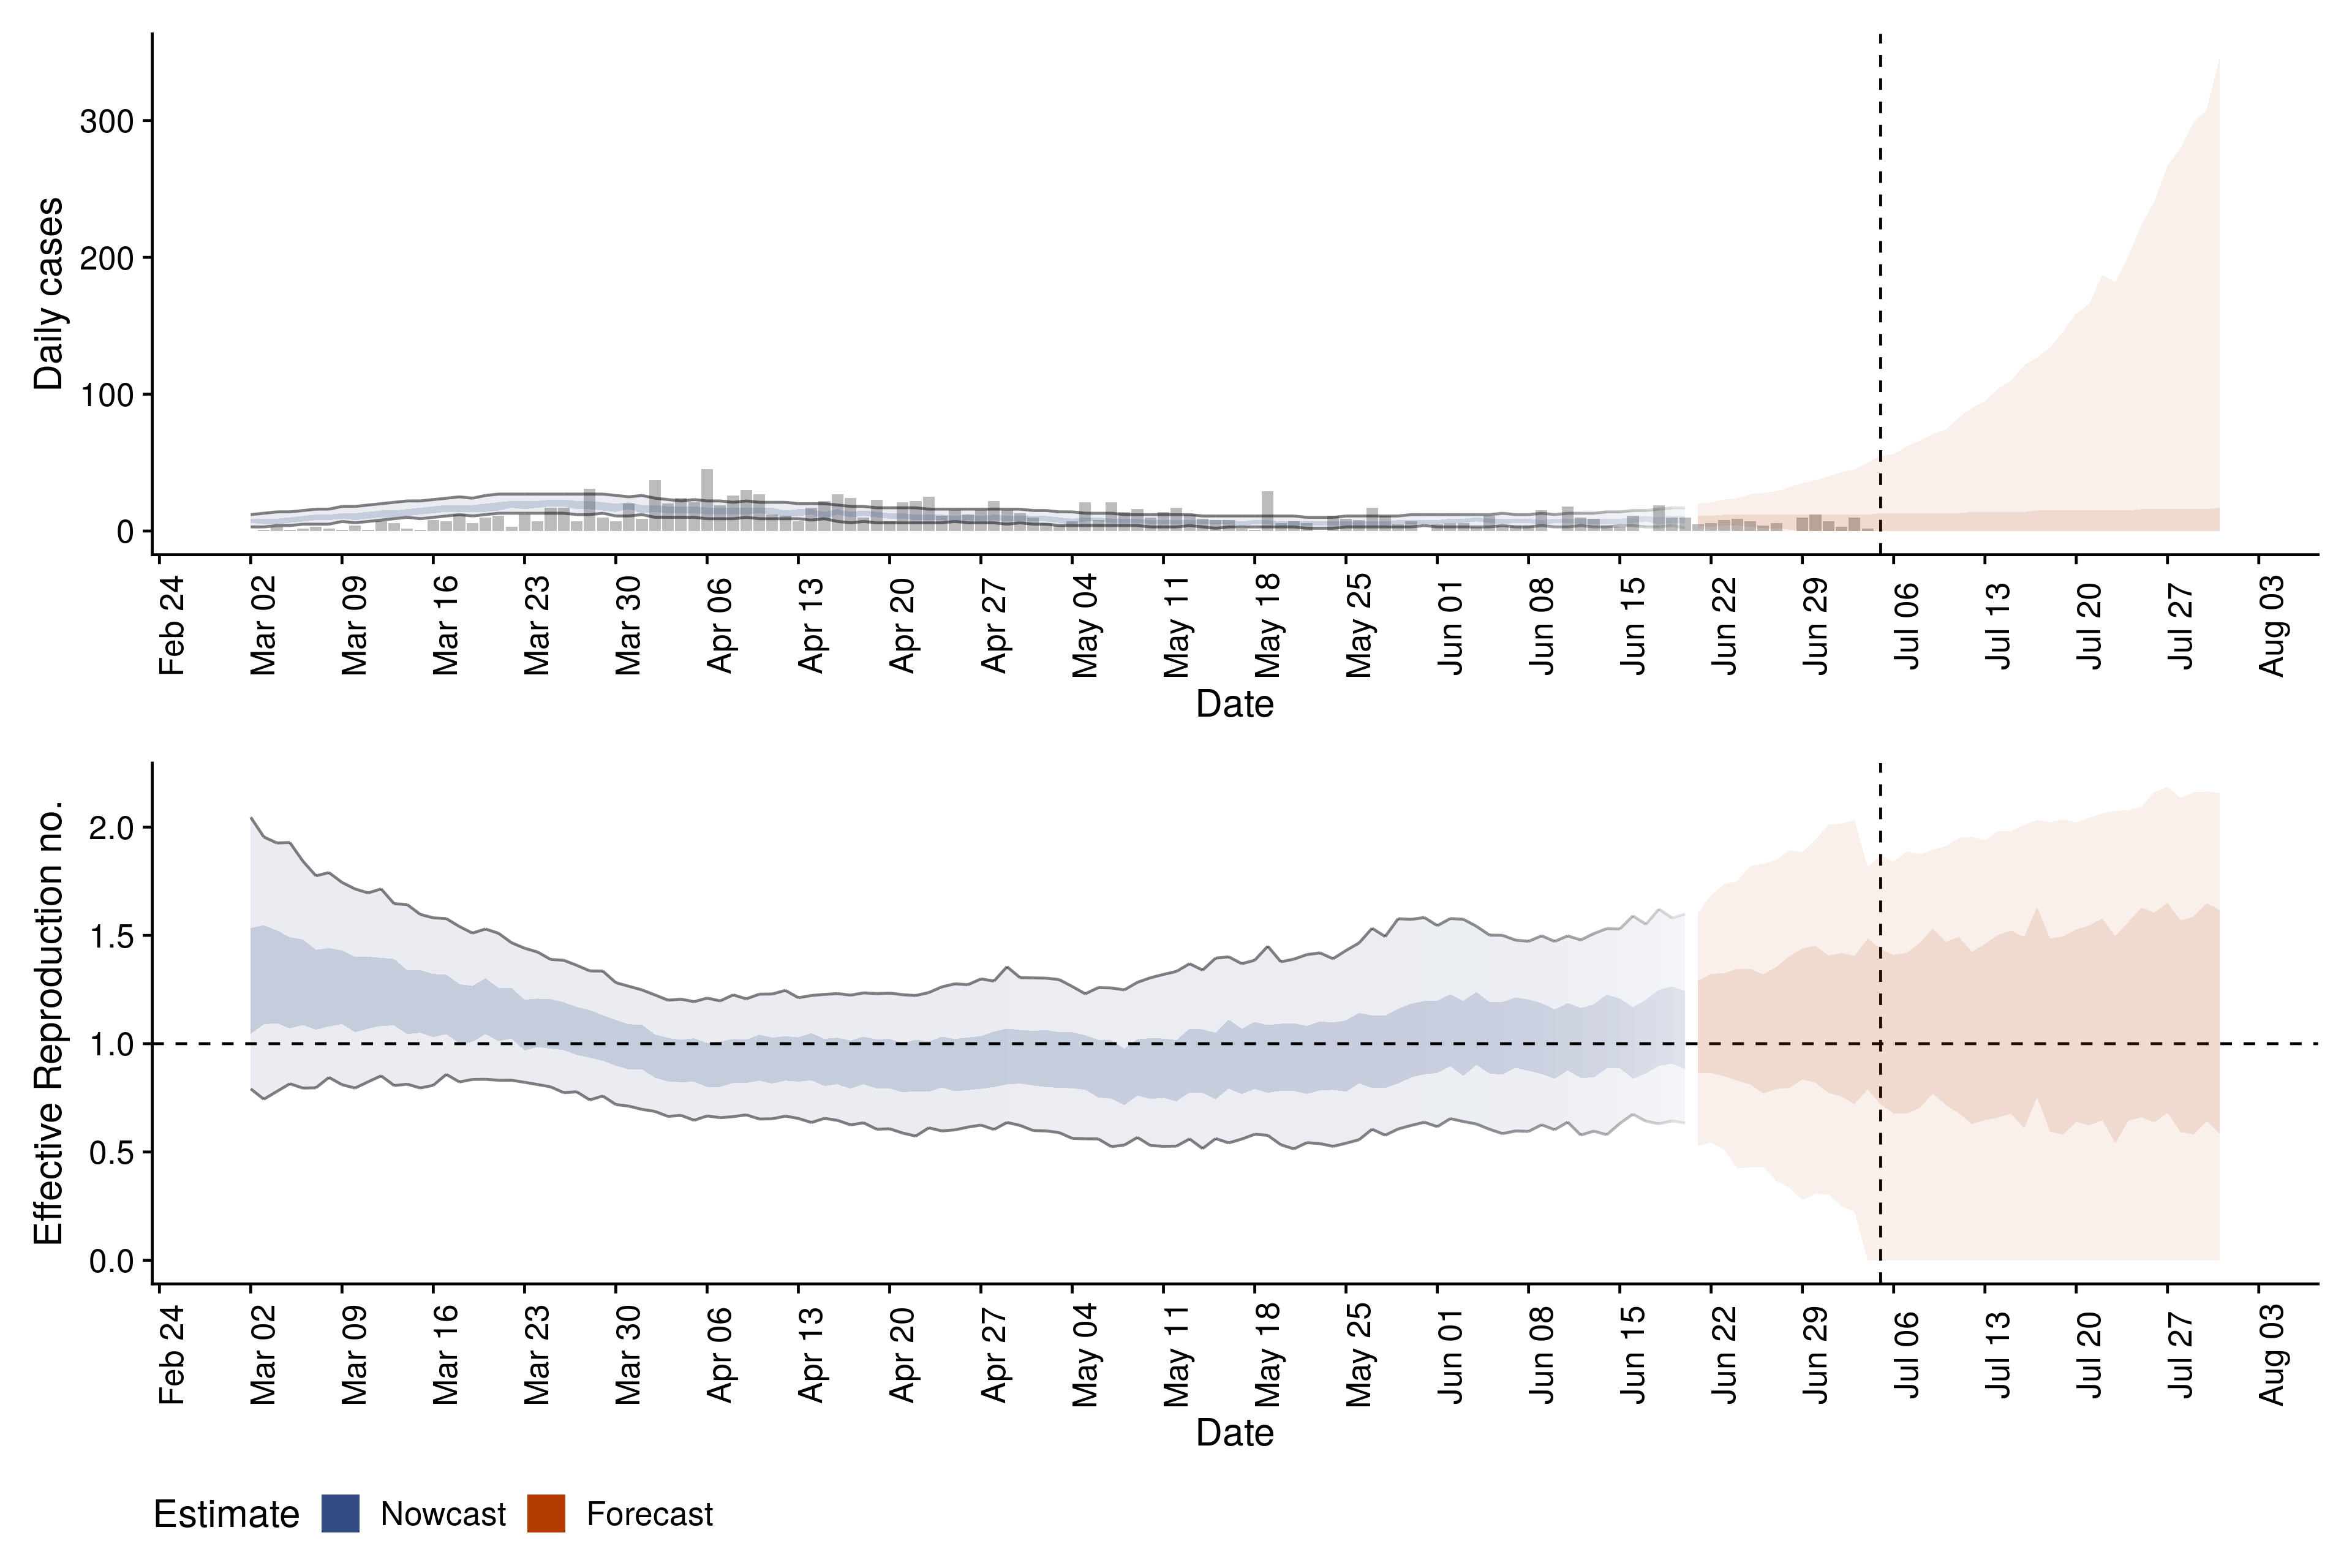 Daily cases
300
200
100
0
Feb 24
Mar 02
Mar 09
Mar 16
Mar 23
Mar 30
Apr 06
Apr 13
Apr 20
Apr 27
May 04
May 11
May 18
May 25
Jun 01
Jun 08
Jun 15
Jun 22
Jun 29
Jul 06
Jul 13
Jul 20
Jul 27
Aug 03
Date
Effective Reproduction no.
2.0
1.5
1.0
0.5
0.0
Feb 24
Mar 02
Mar 09
Mar 16
Mar 23
Mar 30
Apr 06
Apr 13
Apr 20
Apr 27
May 04
May 11
May 18
May 25
Jun 01
Jun 08
Jun 15
Jun 22
Jun 29
Jul 06
Jul 13
Jul 20
Jul 27
Aug 03
Date
Estimate Nowcast Forecast